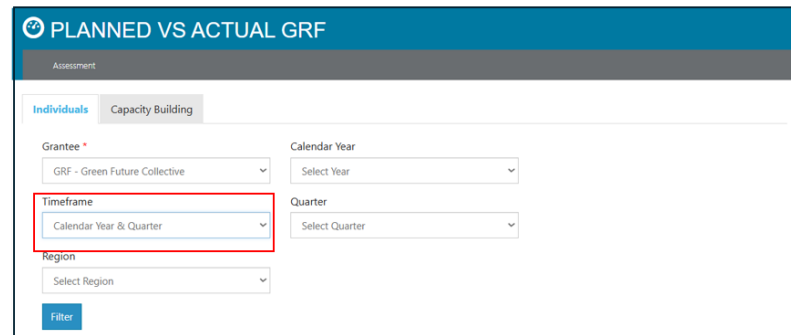 PLANNED VS ACTUAL GRF
Assessment
Individuals
Capacity Building
Grantee *
Calendar Year
GRF - Green Future Collective
Select Year
Timeframe
Quarter
Calendar Year & Quarter
Select Quarter
Region
Select Region
Filter